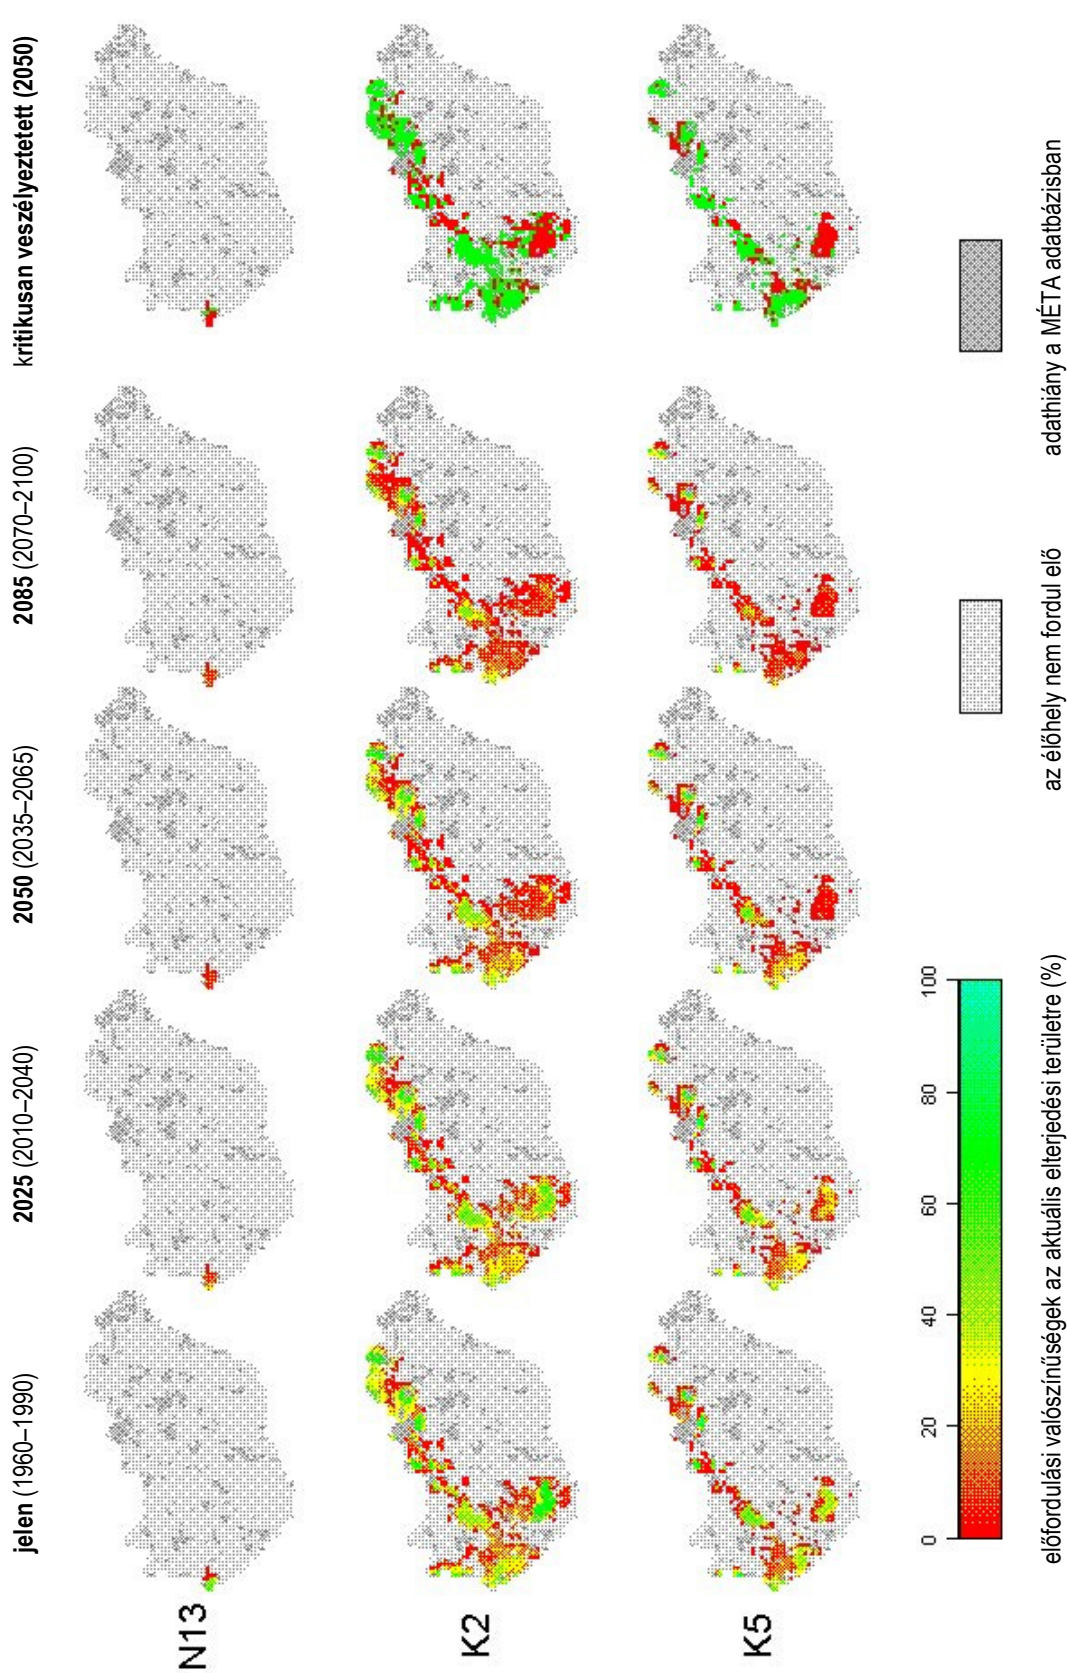 jelen (1960–1990)
2025 (2010–2040)
2050 (2035–2065)
2085 (2070–2100)
kritikusan veszélyeztetett (2050)
N13
K2
K5
0 20 40 60 80 100
előfordulási valószínűségek az aktuális elterjedési területre (%)
az élőhely nem fordul elő
adathiány a MÉTA adatbázisban